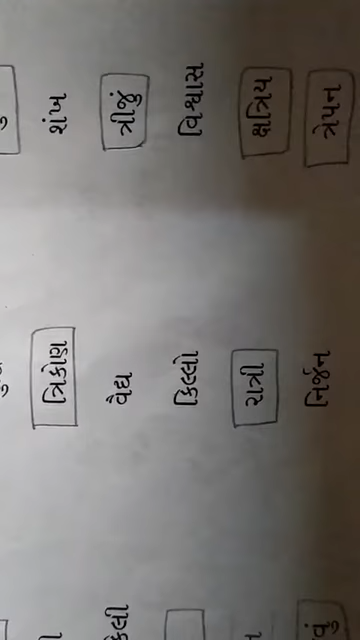 ત્રિકોણ શંખ
વૈદ્ય ત્રીજું
કિલ્લો વિશ્વાસ
રાત્રી ક્ષત્રિય
નિર્જન ત્રેપન